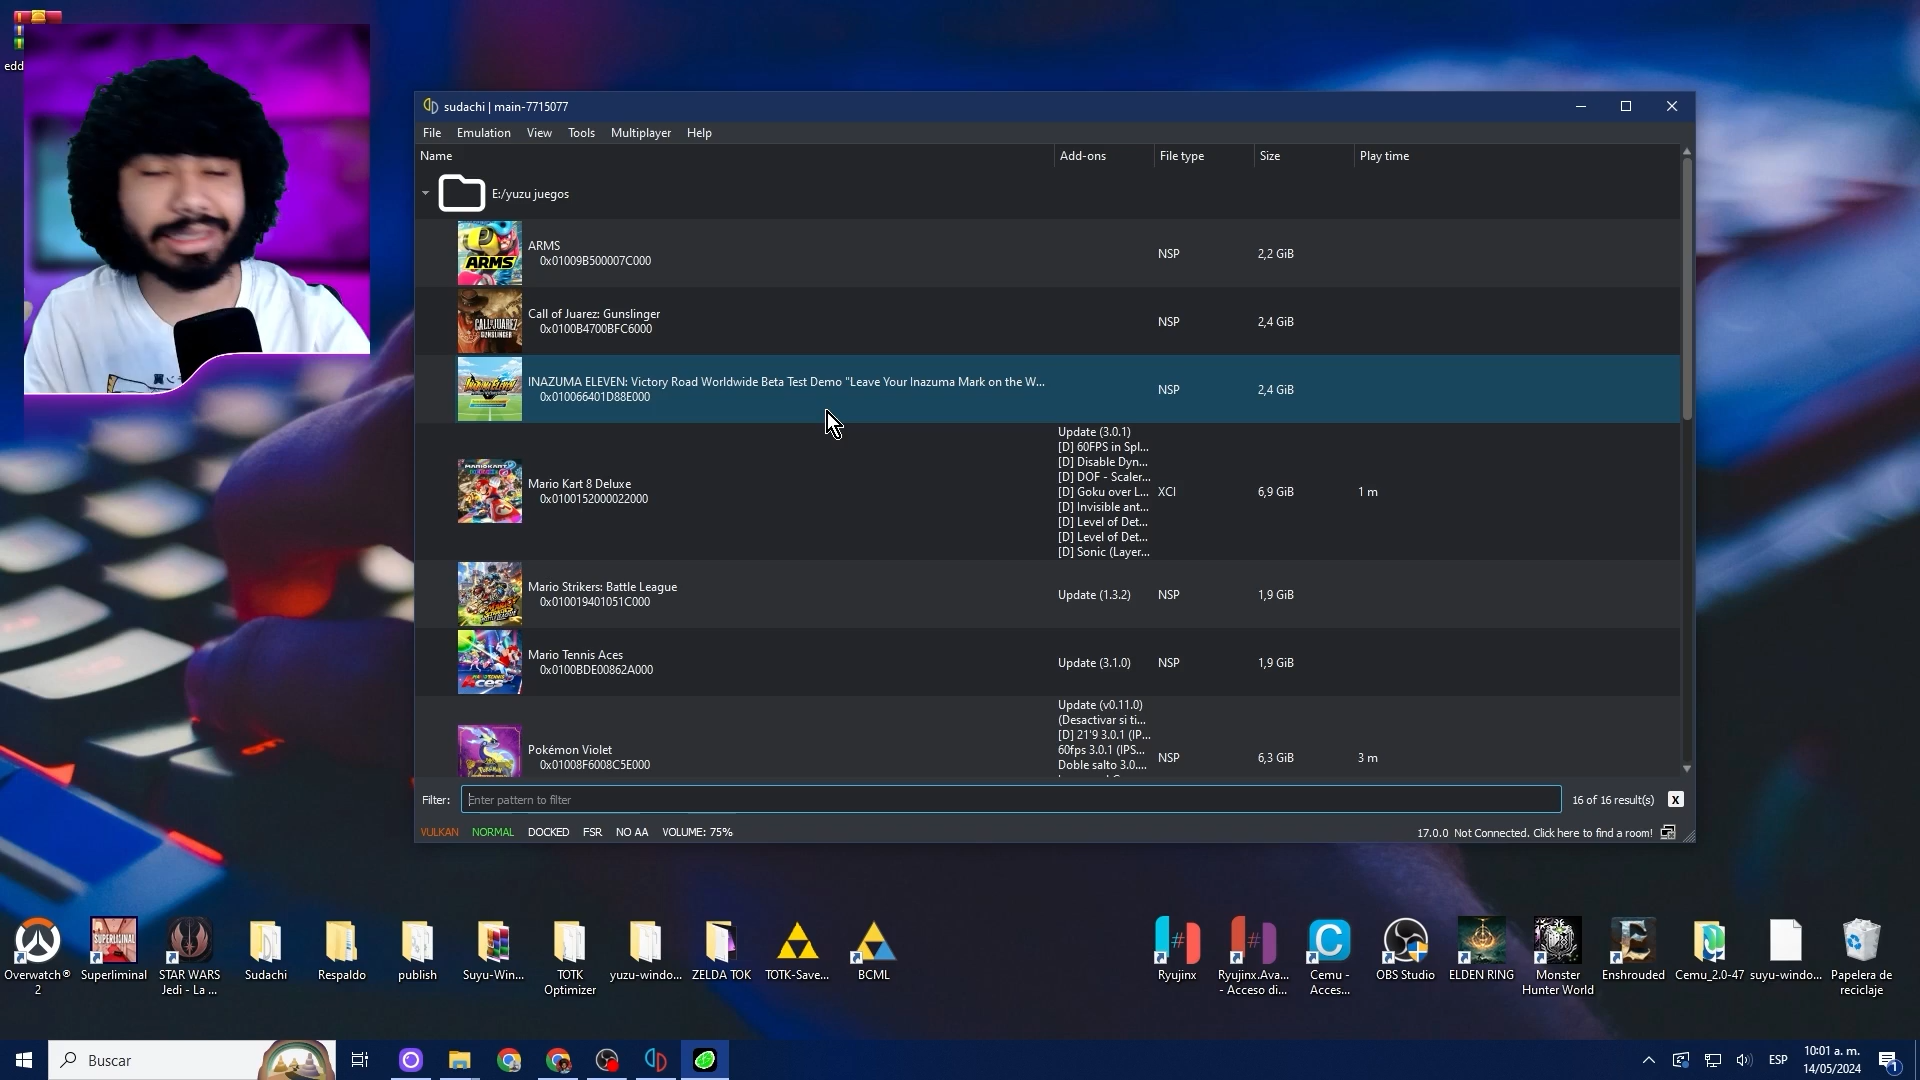 edd
sudachi | main-7715077
File Emulation View Tools Multiplayer Help
Name Add-ons File type Size Play time
E:/yuzu juegos
ARMS
0x01009B500007C000
NSP 2,2 GiB
ARMS
Call of Juarez: Gunslinger
0x0100B4700BFC6000
NSP 2,4 GiB
CALL of JUAREZ
GUNSLINGER
INAZUMA ELEVEN: Victory Road Worldwide Beta Test Demo "Leave Your Inazuma Mark on the W...
0x010066401D88E000
NSP 2,4 GiB
Mario Kart 8 Deluxe
0x0100152000022000
Update (3.0.1)
[D] 60FPS in Spl...
[D] Disable Dyn...
[D] DOF - Scaler...
[D] Goku over L...
[D] Invisible ant...
[D] Level of Det...
[D] Level of Det...
[D] Sonic (Layer...
XCI 6,9 GiB 1 m
Mario Strikers: Battle League
0x010019401051C000
Update (1.3.2) NSP 1,9 GiB
Mario Tennis Aces
0x0100BDE00862A000
Update (3.1.0) NSP 1,9 GiB
Pokémon Violet
0x01008F6008C5E000
Update (v0.11.0)
(Desactivar si ti...
[D] 21'9 3.0.1 (IP...
60fps 3.0.1 (IPS...
Doble salto 3.0....
NSP 6,3 GiB 3 m
Filter: Enter pattern to filter 16 of 16 result(s) X
VULKAN NORMAL DOCKED FSR NO AA VOLUME: 75%
17.0.0 Not Connected. Click here to find a room!
Overwatch® 2
Superliminal
STAR WARS Jedi - La ...
Sudachi
Respaldo
publish
Suyu-Win...
TOTK Optimizer
yuzu-windo...
ZELDA TOK
TOTK-Save...
BCML
Ryujinx
Ryujinx.Ava... - Acceso di...
Cemu - Acces...
OBS Studio
ELDEN RING
Monster Hunter World
Enshrouded
Cemu_2.0-47
suyu-windo...
Papelera de reciclaje
Buscar
ESP
10:01 a. m.
14/05/2024
1